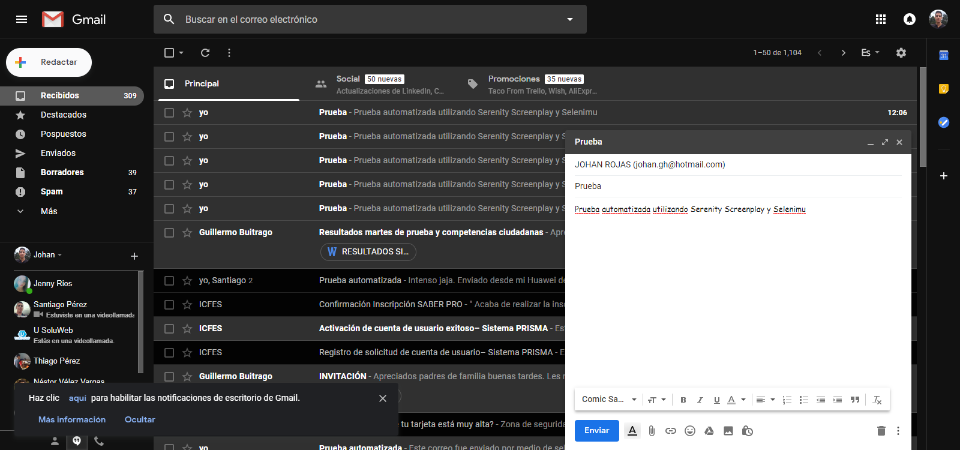 Gmail
Buscar en el correo electrónico
Redactar
1–50 de 1,104
Es
Recibidos 309
Destacados
Pospuestos
Enviados
Borradores 39
Spam 37
Más
Principal
Social 50 nuevas
Actualizaciones de LinkedIn, C...
Promociones 35 nuevas
Taco From Trello, Wish, AliExpr...
yo Prueba - Prueba automatizada utilizando Serenity Screenplay y Selenimu 12:06
yo Prueba - Prueba automatizada utilizando Serenity Screenplay y S
yo Prueba - Prueba automatizada utilizando Serenity Screenplay y S
yo Prueba - Prueba automatizada utilizando Serenity Screenplay y S
yo Prueba - Prueba automatizada utilizando Serenity Screenplay y S
Guillermo Buitrago Resultados martes de prueba y competencias ciudadanas - Apre
W RESULTADOS SI...
yo, Santiago 2 Prueba automatizada - Intenso jaja. Enviado desde mi Huawei de
ICFES Confirmación Inscripción SABER PRO - " Acaba de realizar la ins
ICFES Activación de cuenta de usuario exitoso– Sistema PRISMA - Es
ICFES Registro de solicitud de cuenta de usuario– Sistema PRISMA - E
Guillermo Buitrago INVITACIÓN - Apreciados padres de familia buenas tardes. Les
tu tarjeta está muy alta? - Zona de segurida
yo Prueba automatizada - Este correo fue enviado por medio de se
Johan
Jenny Ríos
Santiago Pérez
Estuviste en una videollamada
U SoluWeb
Estás en una videollamada.
Thiago Pérez
Néstor Vélez Vargas
Haz clic aquí para habilitar las notificaciones de escritorio de Gmail.
Más información Ocultar
Prueba
JOHAN ROJAS (johan.gh@hotmail.com)
Prueba
Prueba automatizada utilizando Serenity Screenplay y Selenimu
Comic Sa...
Enviar